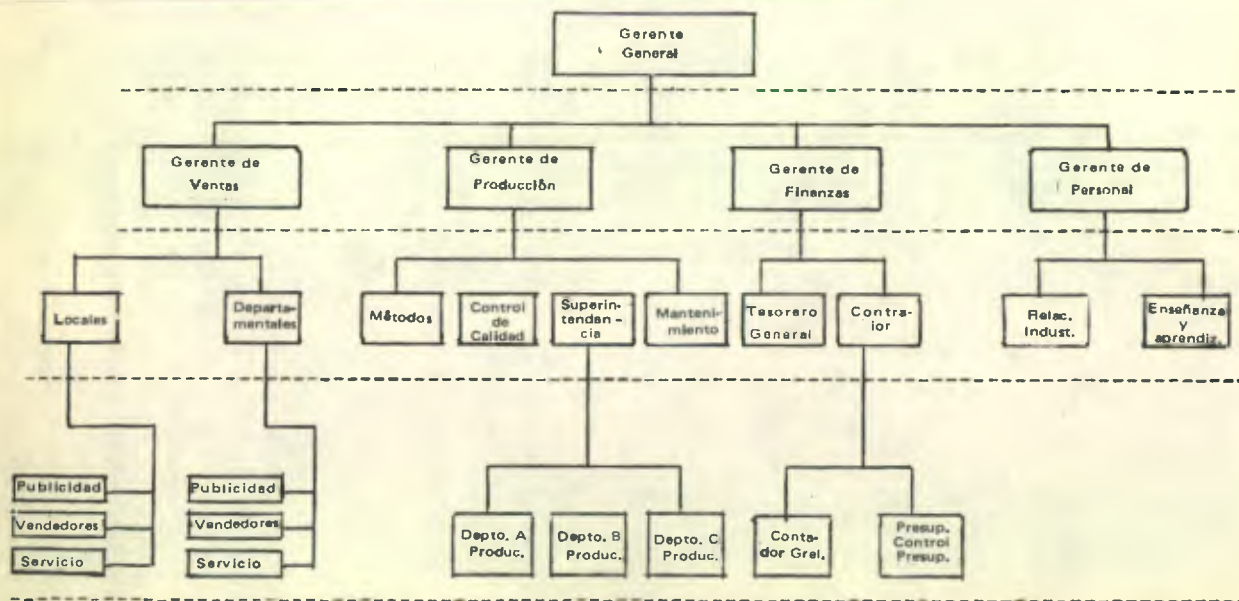 Gerente
General
Gerente de
Ventas
Gerente de
Producción
Gerente de
Finanzas
Gerente de
Personal
Locales
Departa-
mentales
Métodos
Control
de
Calidad
Superin-
tendan-
cia
Manteni-
miento
Tesorero
General
Contra-
lor
Relac.
Indust.
Enseñanza
y
aprendiz.
Publicidad
Vendedores
Servicio
Publicidad
Vendedores
Servicio
Depto. A
Produc.
Depto. B
Produc.
Depto. C
Produc.
Conta-
dor Grel.
Presup.
Control
Presup.